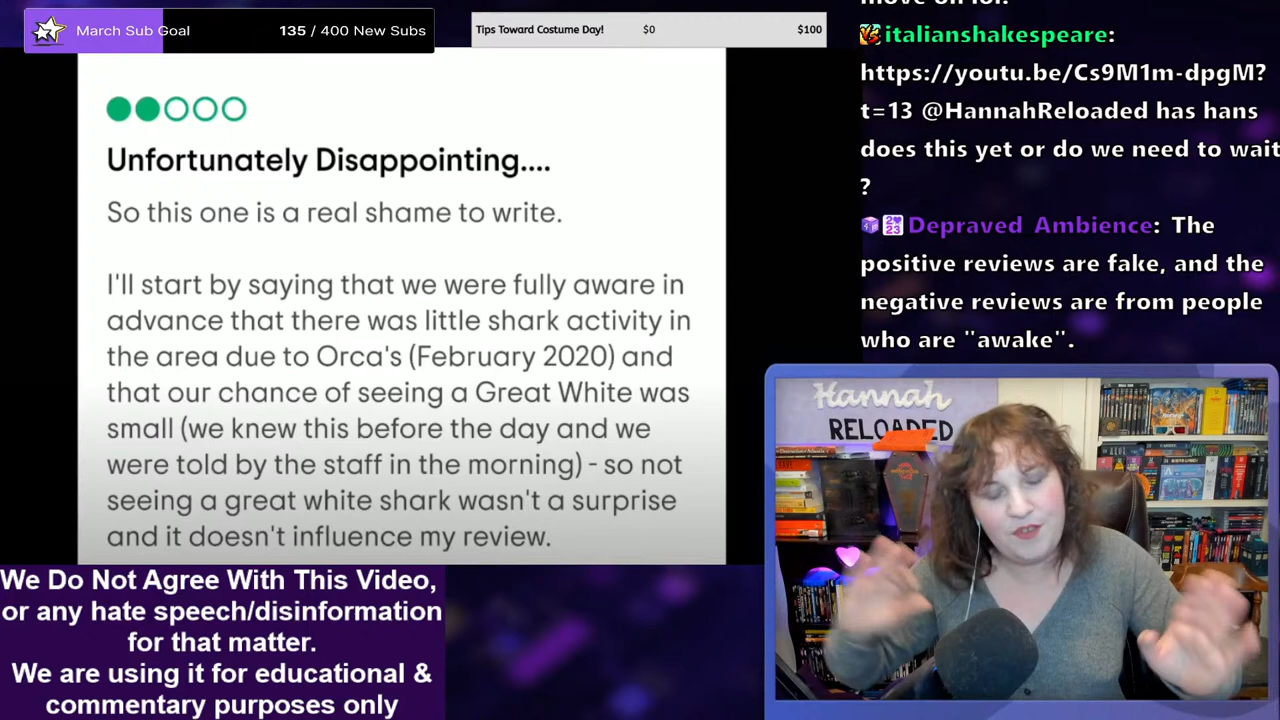 March Sub Goal
135 / 400 New Subs
Tips Toward Costume Day!
$0
$100
Unfortunately Disappointing....
So this one is a real shame to write.
I'll start by saying that we were fully aware in
advance that there was little shark activity in
the area due to Orca's (February 2020) and
that our chance of seeing a Great White was
small (we knew this before the day and we
were told by the staff in the morning) - so not
seeing a great white shark wasn't a surprise
and it doesn't influence my review.
We Do Not Agree With This Video,
or any hate speech/disinformation
for that matter.
We are using it for educational &
commentary purposes only
move on lol.
italianshakespeare:
https://youtu.be/Cs9M1m-dpgM?
t=13 @HannahReloaded has hans
does this yet or do we need to wait
?
Depraved Ambience: The
positive reviews are fake, and the
negative reviews are from people
who are "awake".
Hannah
RELOADED